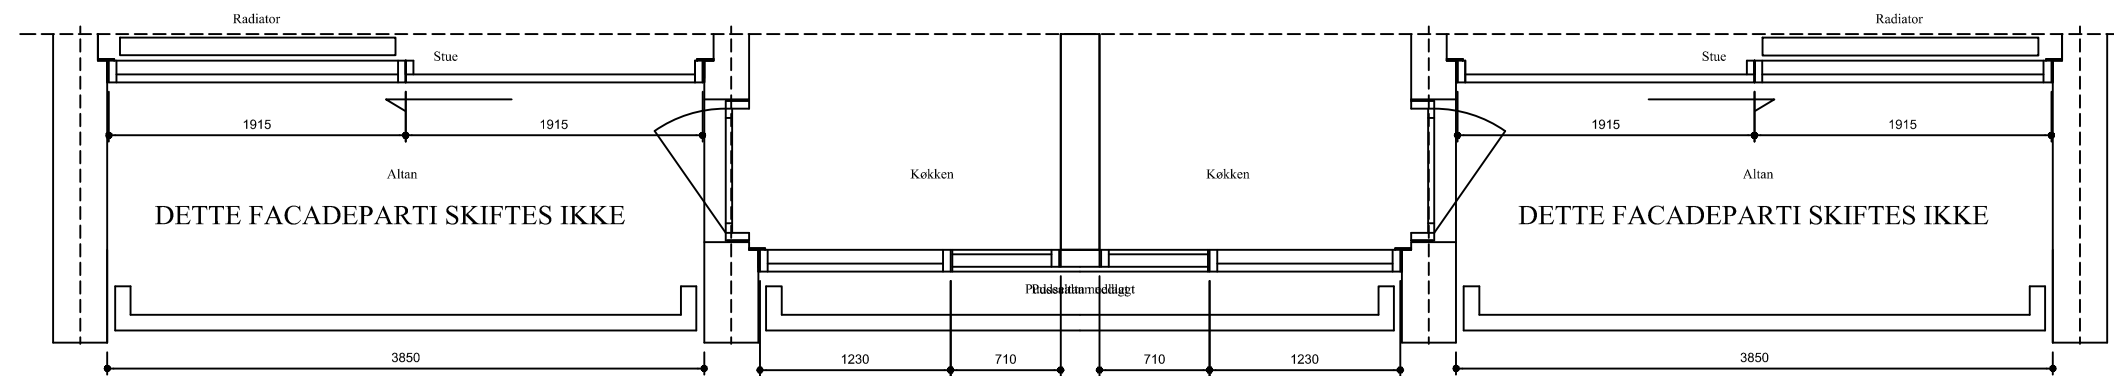 Radiator
Radiator
Stue
Stue
1915
1915
1915
1915
Altan
Køkken
Køkken
Altan
DETTE FACADEPARTI SKIFTES IKKE
DETTE FACADEPARTI SKIFTES IKKE
3850
1230
710
710
1230
3850